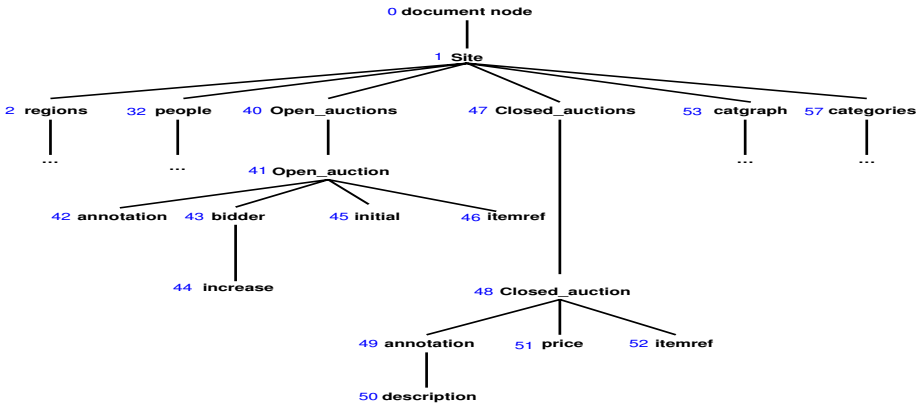 0 document node
1 Site
2 regions 32 people 40 Open_auctions 47 Closed_auctions 53 catgraph 57 categories
... ... ... ...
41 Open_auction
42 annotation 43 bidder 45 initial 46 itemref
44 increase 48 Closed_auction
49 annotation 51 price 52 itemref
50 description